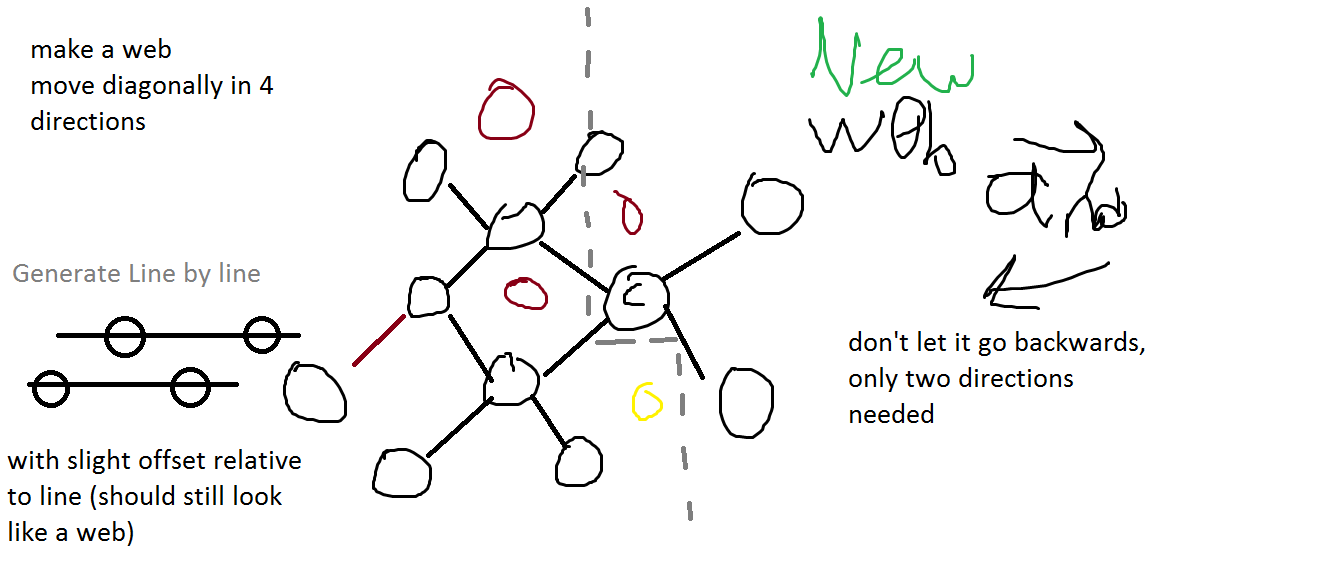 make a web
move diagonally in 4
directions
New
web
and
Generate Line by line
don't let it go backwards,
only two directions
needed
with slight offset relative
to line (should still look
like a web)